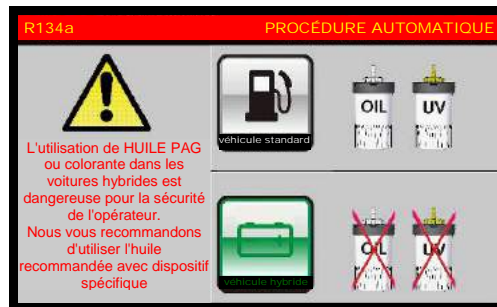 R134a PROCÉDURE AUTOMATIQUE
L'utilisation de HUILE PAG
ou colorante dans les
voitures hybrides est
dangereuse pour la sécurité
de l'opérateur.
Nous vous recommandons
d'utiliser l'huile
recommandée avec dispositif
spécifique
véhicule standard
OIL UV
véhicule hybride
OIL UV